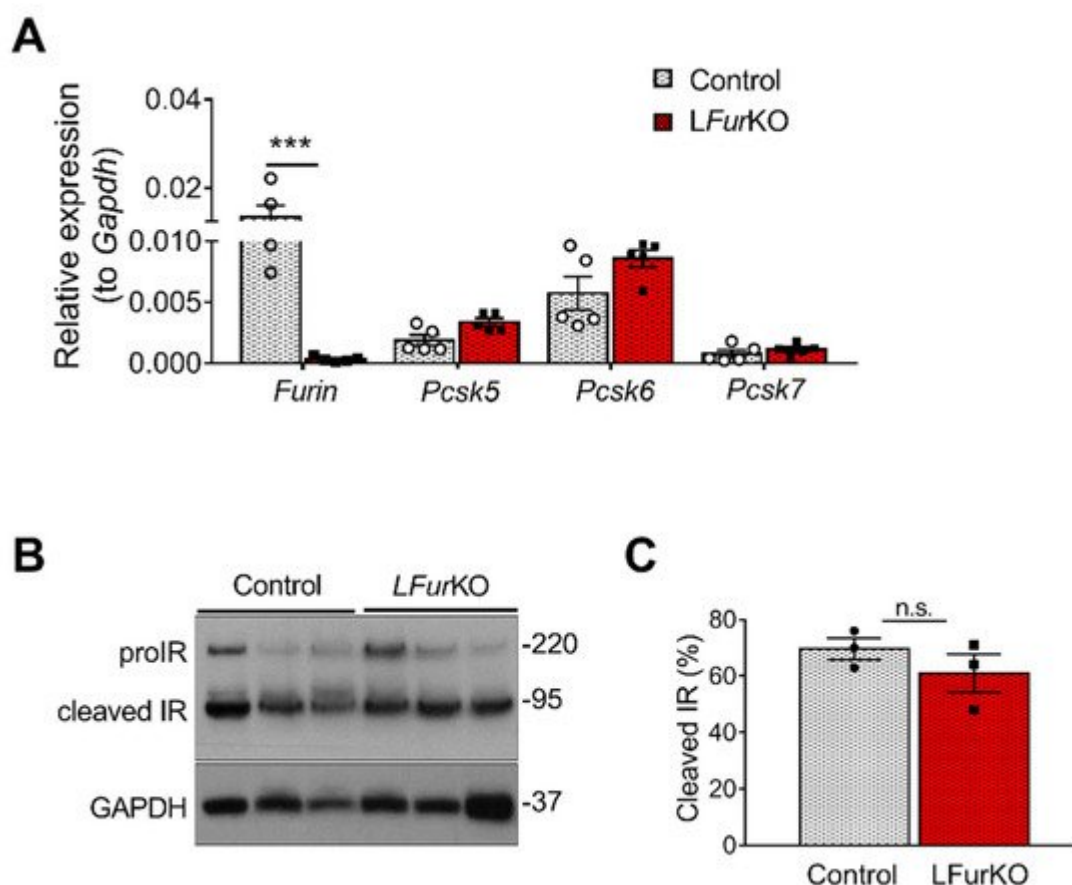 A
Control
LFurKO
Relative expression
(to Gapdh)
0.04
***
0.02
0.010
0.005
0.000
Furin
Pcsk5
Pcsk6
Pcsk7
B
Control
LFurKO
proIR
-220
cleaved IR
-95
GAPDH
-37
C
n.s.
Cleaved IR (%)
80
60
40
20
0
Control
LFurKO